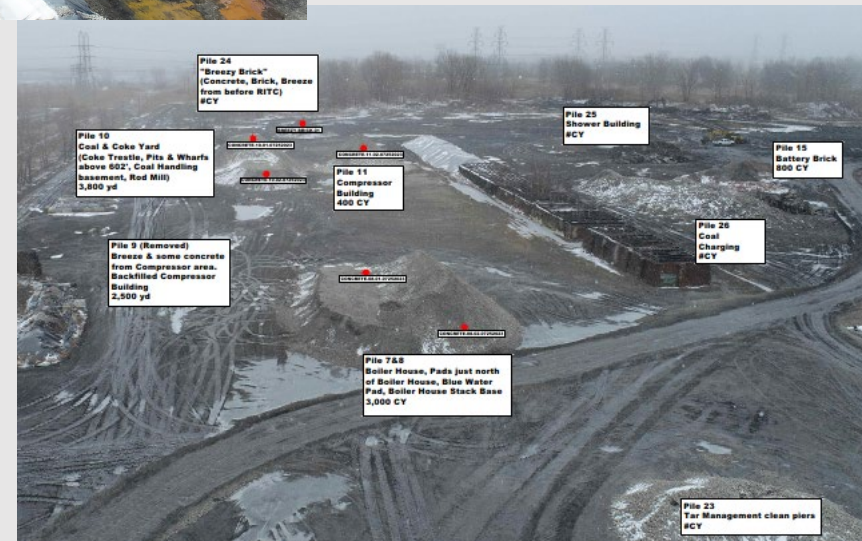 Pile 24
"Breezy Brick"
(Concrete, Brick, Breeze
from before RITC)
#CY
Pile 25
Shower Building
#CY
Pile 10
Coal & Coke Yard
(Coke Trestle, Pits & Wharfs
above 602', Coal Handling
basement, Rod Mill)
3,800 yd
Pile 15
Battery Brick
800 CY
Pile 11
Compressor
Building
400 CY
Pile 26
Coal
Charging
#CY
Pile 9 (Removed)
Breeze & some concrete
from Compressor area.
Backfilled Compressor
Building
2,500 yd
Pile 7&8
Boiler House, Pads just north
of Boiler House, Blue Water
Pad, Boiler House Stack Base
3,000 CY
Pile 23
Tar Management clean piers
#CY